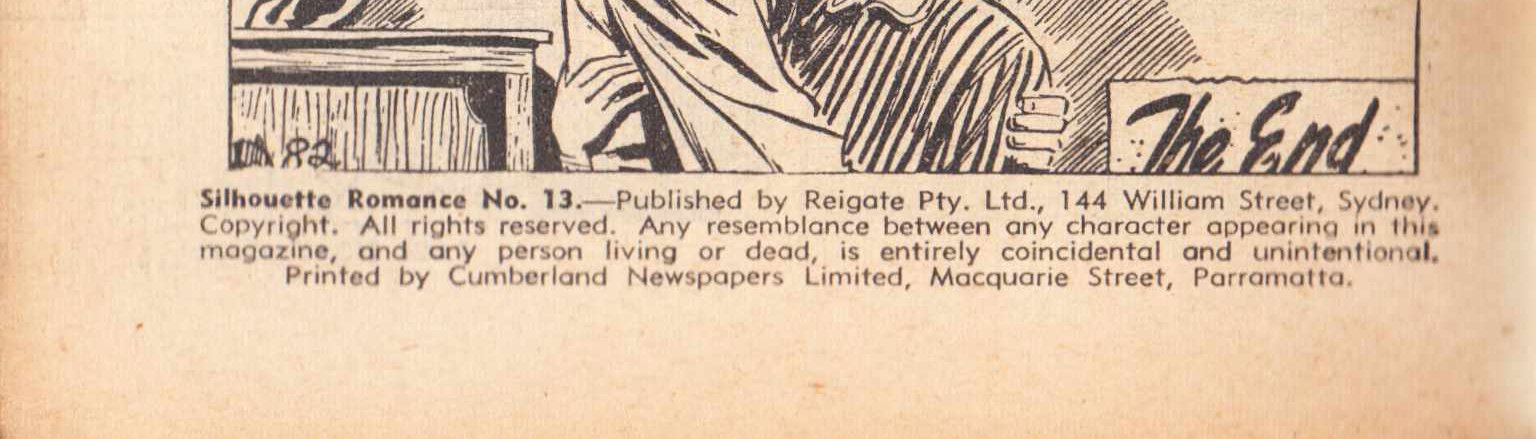 82
The End
Silhouette Romance No. 13.—Published by Reigate Pty. Ltd., 144 William Street, Sydney.
Copyright. All rights reserved. Any resemblance between any character appearing in this
magazine, and any person living or dead, is entirely coincidental and unintentional.
Printed by Cumberland Newspapers Limited, Macquarie Street, Parramatta.